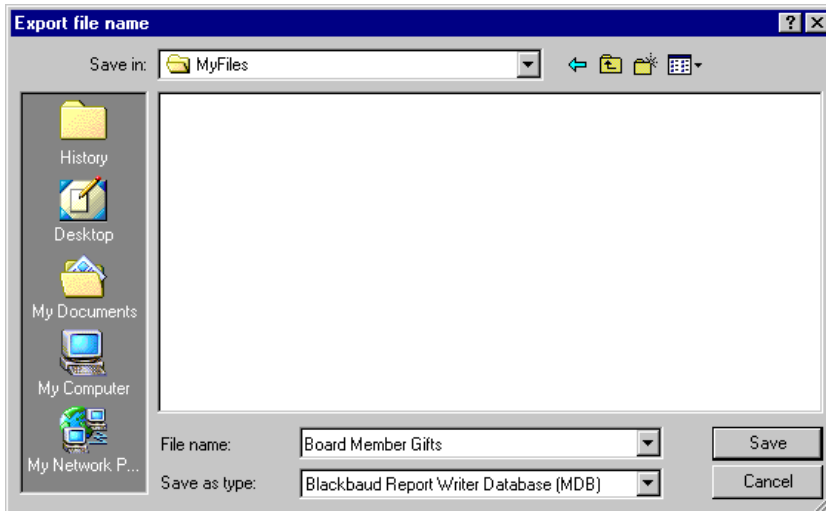 Export file name
Save in: MyFiles
History
Desktop
My Documents
My Computer
My Network P...
File name: Board Member Gifts Save
Save as type: Blackbaud Report Writer Database (MDB) Cancel